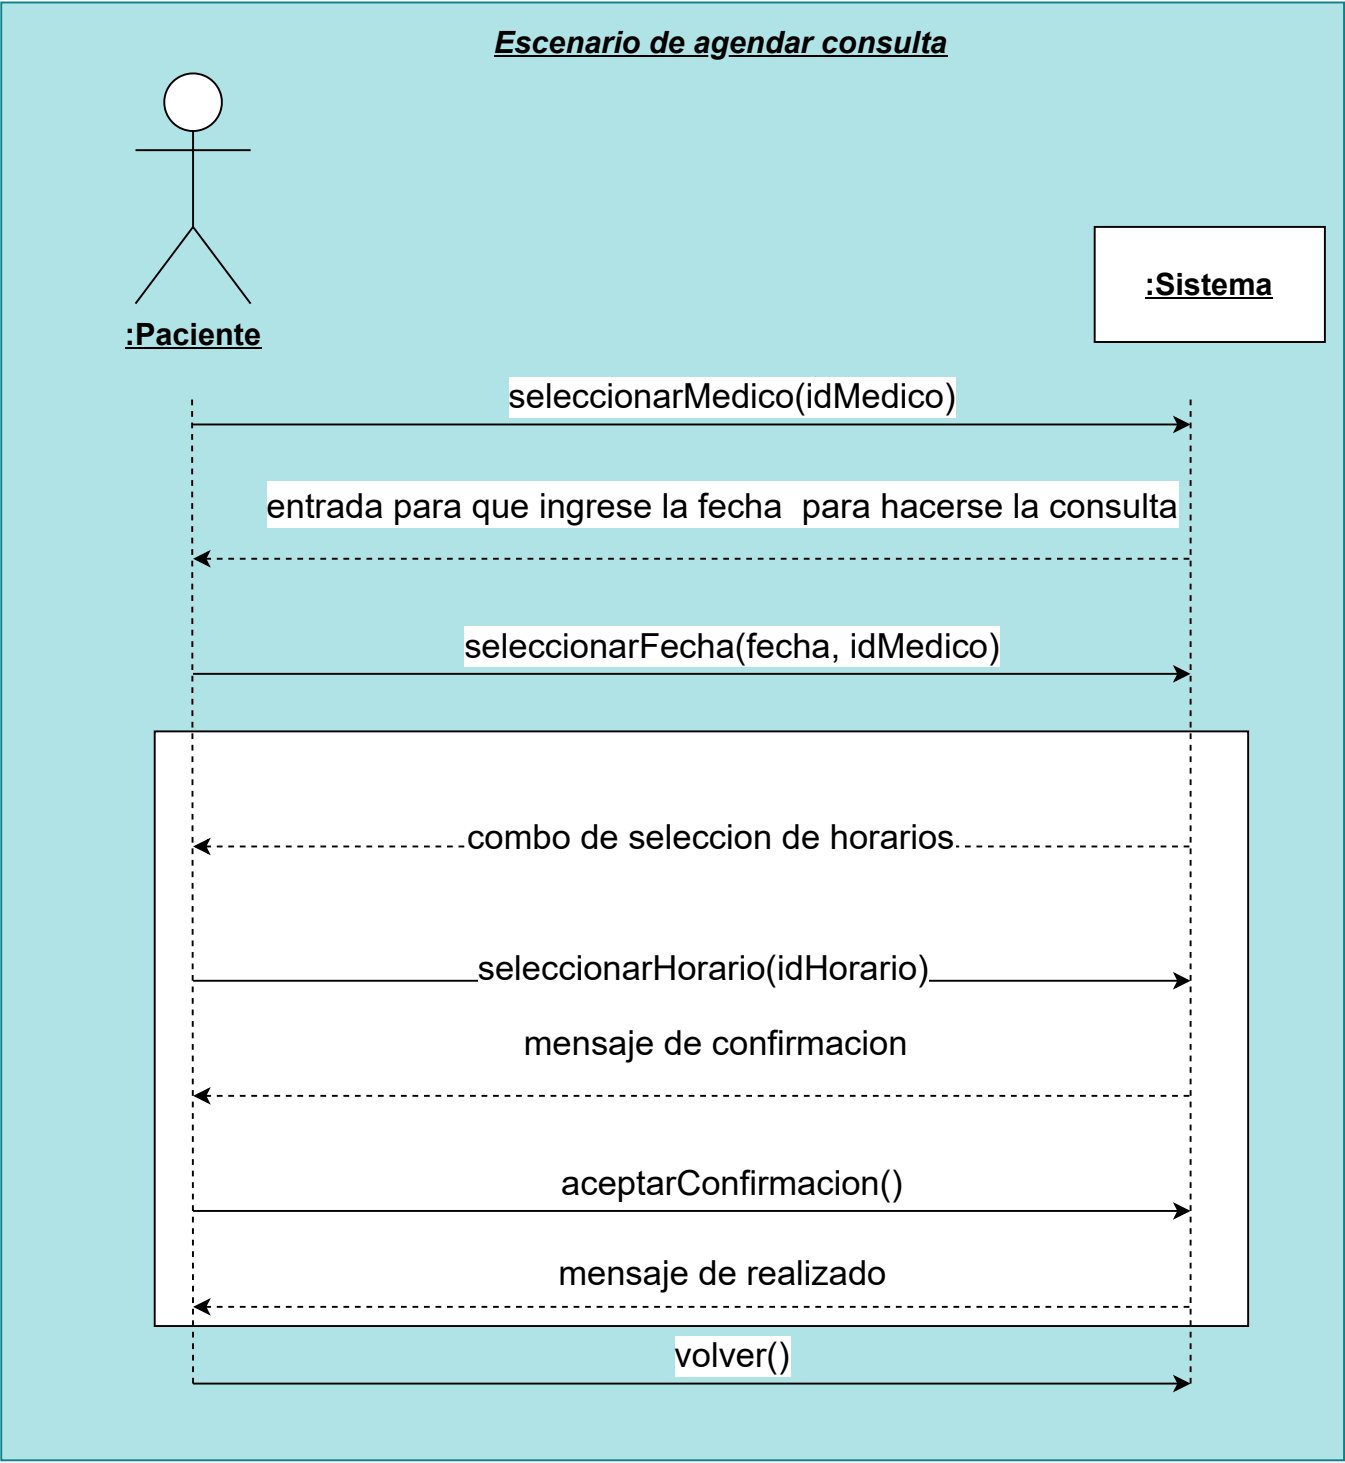 Escenario de agendar consulta
:Sistema
:Paciente
seleccionarMedico(idMedico)
entrada para que ingrese la fecha  para hacerse la consulta
seleccionarFecha(fecha, idMedico)
combo de seleccion de horarios
seleccionarHorario(idHorario)
mensaje de confirmacion
aceptarConfirmacion()
mensaje de realizado
volver()